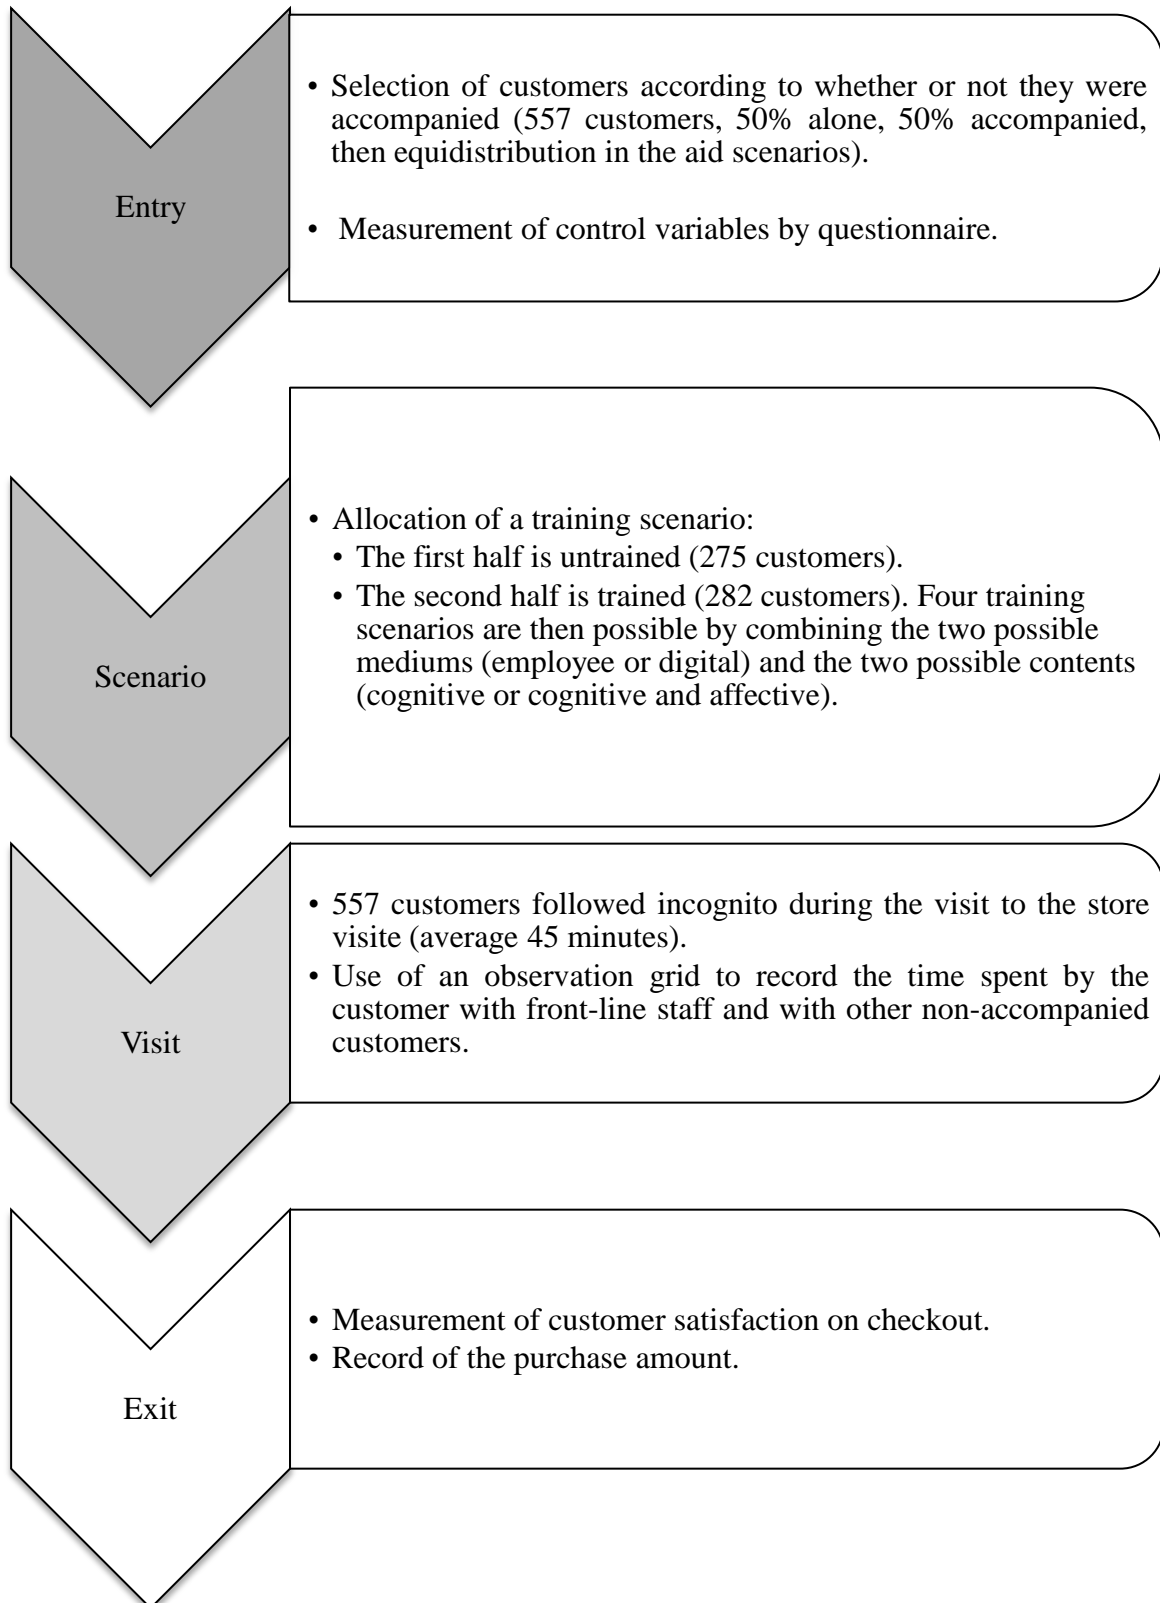 Entry
• Selection of customers according to whether or not they were
accompanied (557 customers, 50% alone, 50% accompanied,
then equidistribution in the aid scenarios).
• Measurement of control variables by questionnaire.
Scenario
• Allocation of a training scenario:
• The first half is untrained (275 customers).
• The second half is trained (282 customers). Four training
scenarios are then possible by combining the two possible
mediums (employee or digital) and the two possible contents
(cognitive or cognitive and affective).
Visit
• 557 customers followed incognito during the visit to the store
visite (average 45 minutes).
• Use of an observation grid to record the time spent by the
customer with front-line staff and with other non-accompanied
customers.
Exit
• Measurement of customer satisfaction on checkout.
• Record of the purchase amount.